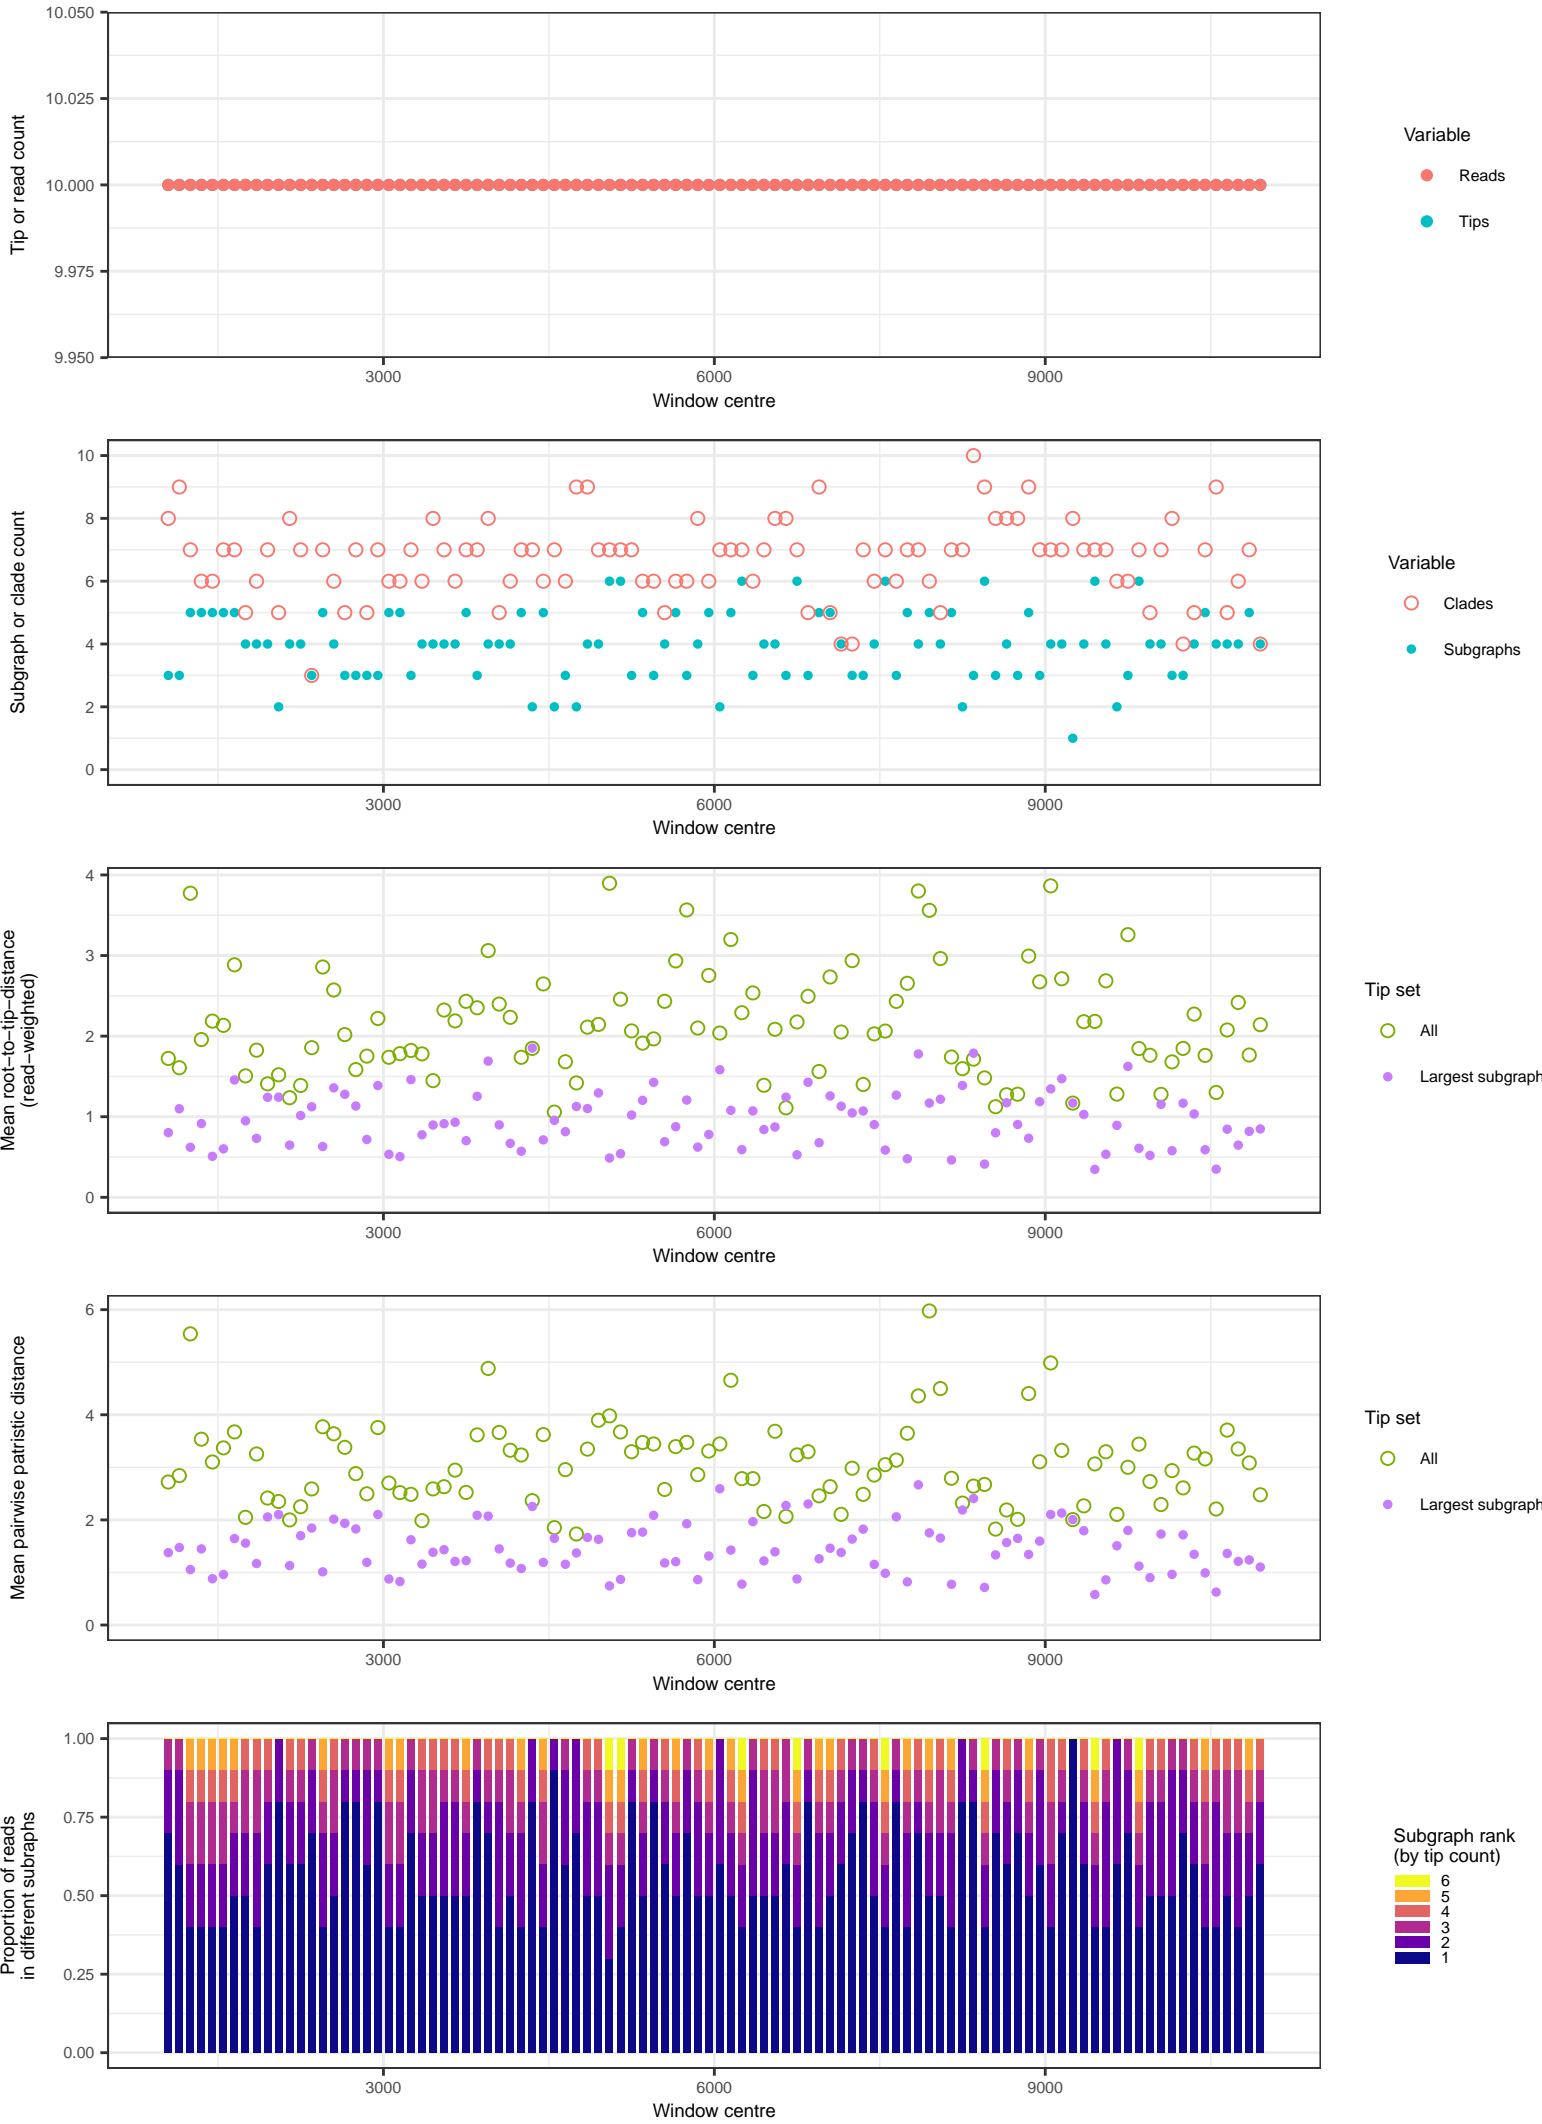 10.050
10.025
10.000
9.975
9.950
Tip or read count
3000 6000 9000
Window centre
Variable
Reads
Tips
10
8
6
4
2
0
Subgraph or clade count
3000 6000 9000
Window centre
Variable
Clades
Subgraphs
4
3
2
1
0
Mean root−to−tip−distance
(read−weighted)
3000 6000 9000
Window centre
Tip set
All
Largest subgraph
6
4
2
0
Mean pairwise patristic distance
3000 6000 9000
Window centre
Tip set
All
Largest subgraph
1.00
0.75
0.50
0.25
0.00
Proportion of reads
in different subraphs
3000 6000 9000
Window centre
Subgraph rank
(by tip count)
6
5
4
3
2
1